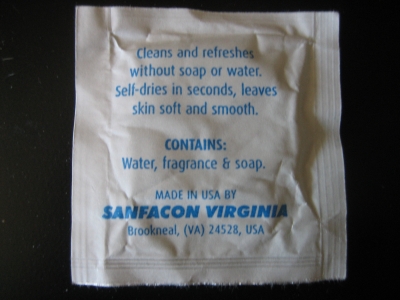 Cleans and refreshes
without soap or water.
Self-dries in seconds, leaves
skin soft and smooth.
CONTAINS:
Water, fragrance & soap.
MADE IN USA BY
SANFACON VIRGINIA
Brookneal, (VA) 24528, USA